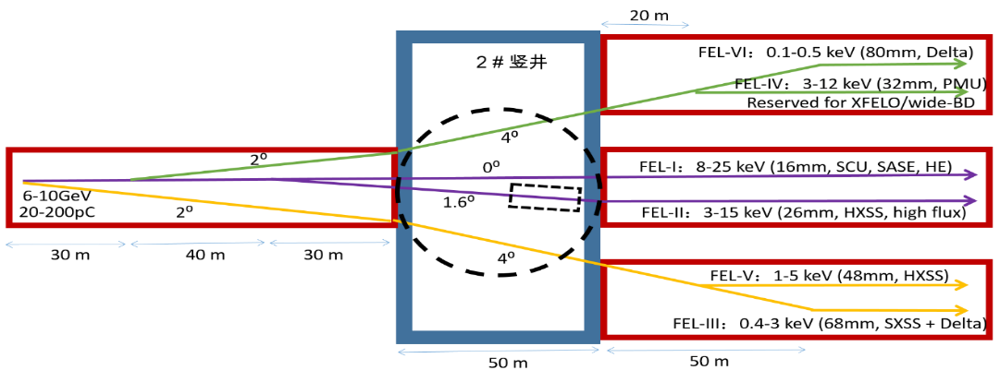 20 m
FEL-VI：0.1-0.5 keV (80mm, Delta)
2＃竖井
FEL-IV：3-12 keV (32mm, PMU)
Reserved for XFELO/wide-BD
4º
2º
0º
FEL-I：8-25 keV (16mm, SCU, SASE, HE)
6-10GeV
20-200pC
2º
1.6º
FEL-II：3-15 keV (26mm, HXSS, high flux)
30 m
40 m
30 m
4º
FEL-V：1-5 keV (48mm, HXSS)
FEL-III：0.4-3 keV (68mm, SXSS + Delta)
50 m
50 m